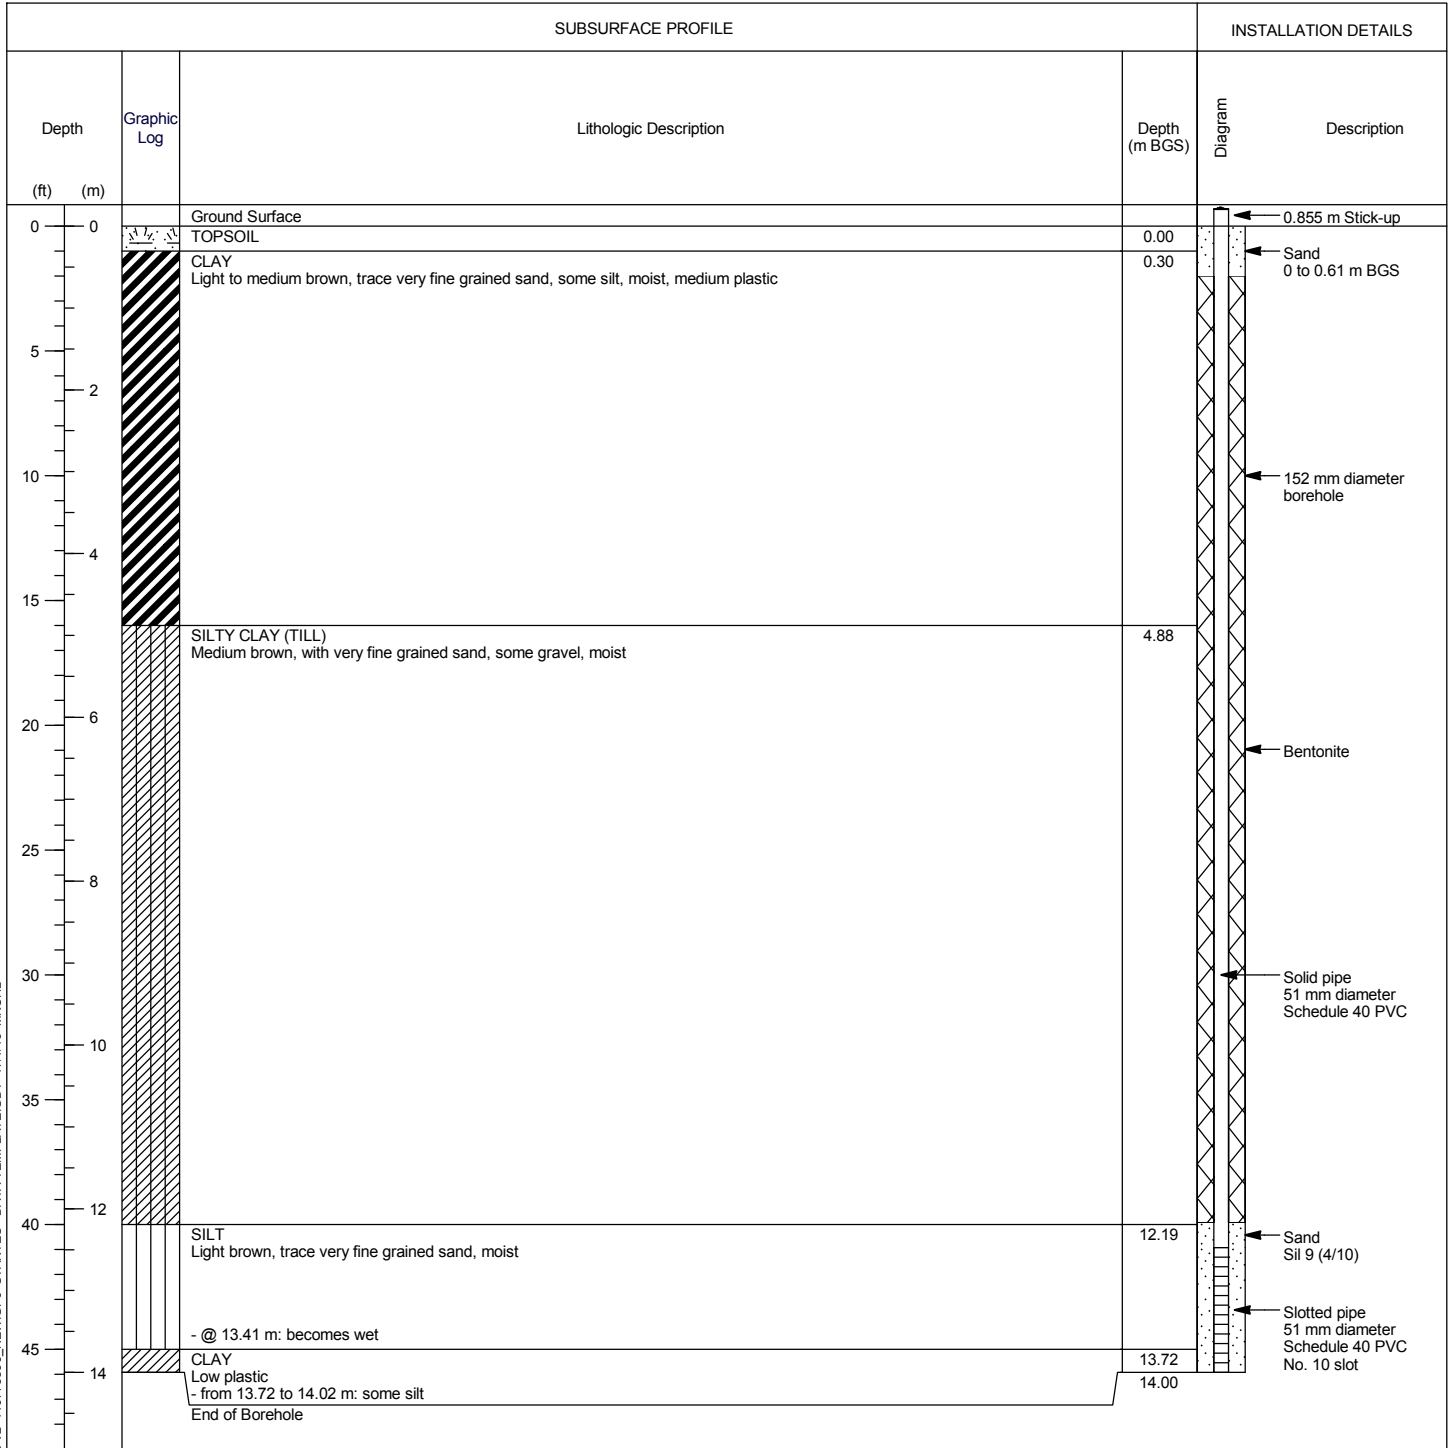 SUBSURFACE PROFILE
INSTALLATION DETAILS
Depth
Graphic
Log
Lithologic Description
Depth
(m BGS)
Diagram
Description
(ft)
(m)
Ground Surface
0.855 m Stick-up
0
0
TOPSOIL
0.00
CLAY
0.30
Light to medium brown, trace very fine grained sand, some silt, moist, medium plastic
Sand
0 to 0.61 m BGS
5
2
10
152 mm diameter
borehole
4
15
SILTY CLAY (TILL)
4.88
Medium brown, with very fine grained sand, some gravel, moist
6
20
Bentonite
25
8
30
Solid pipe
51 mm diameter
Schedule 40 PVC
10
35
12
40
SILT
12.19
Light brown, trace very fine grained sand, moist
Sand
Sil 9 (4/10)
- @ 13.41 m: becomes wet
Slotted pipe
51 mm diameter
Schedule 40 PVC
No. 10 slot
45
CLAY
13.72
Low plastic
14
14.00
- from 13.72 to 14.02 m: some silt
End of Borehole